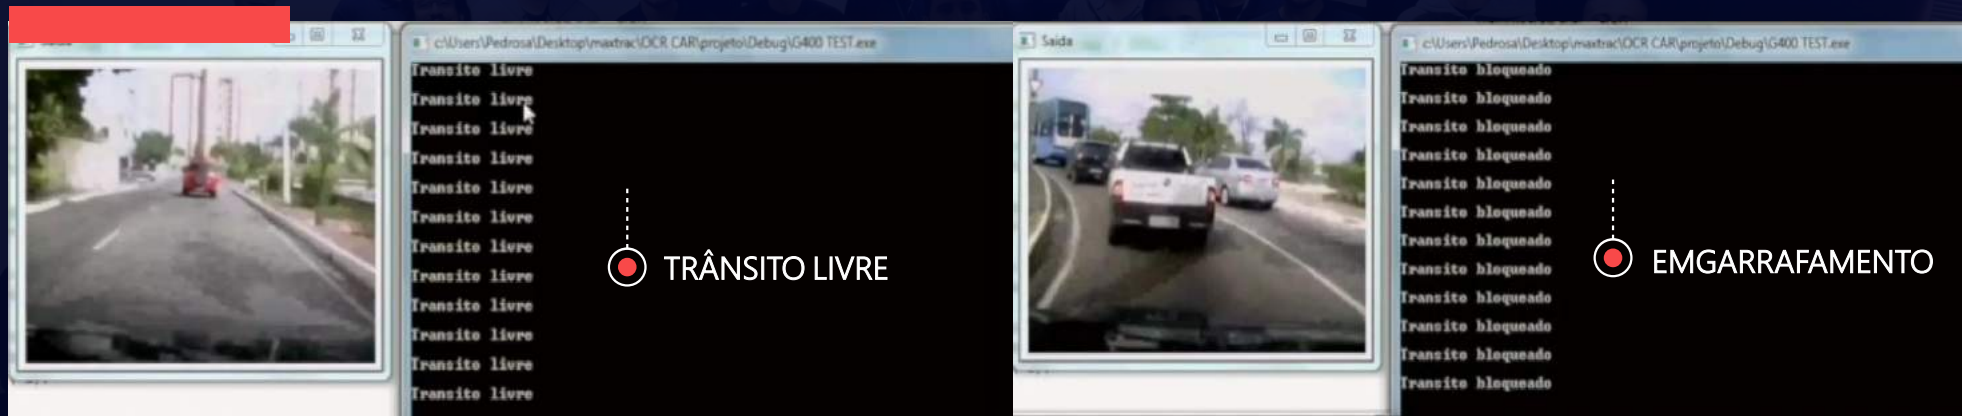 c:\Users\Pedrosa\Desktop\maxtrac\OCR CAR\projeto\Debug\G400 TEST.exe
Transito livre
Transito livre
Transito livre
Transito livre
Transito livre
Transito livre
Transito livre
Transito livre
Transito livre
Transito livre
Transito livre
Transito livre
TRÂNSITO LIVRE
Saida
c:\Users\Pedrosa\Desktop\maxtrac\OCR CAR\projeto\Debug\G400 TEST.exe
Transito bloqueado
Transito bloqueado
Transito bloqueado
Transito bloqueado
Transito bloqueado
Transito bloqueado
Transito bloqueado
Transito bloqueado
Transito bloqueado
Transito bloqueado
Transito bloqueado
Transito bloqueado
EMGARRAFAMENTO